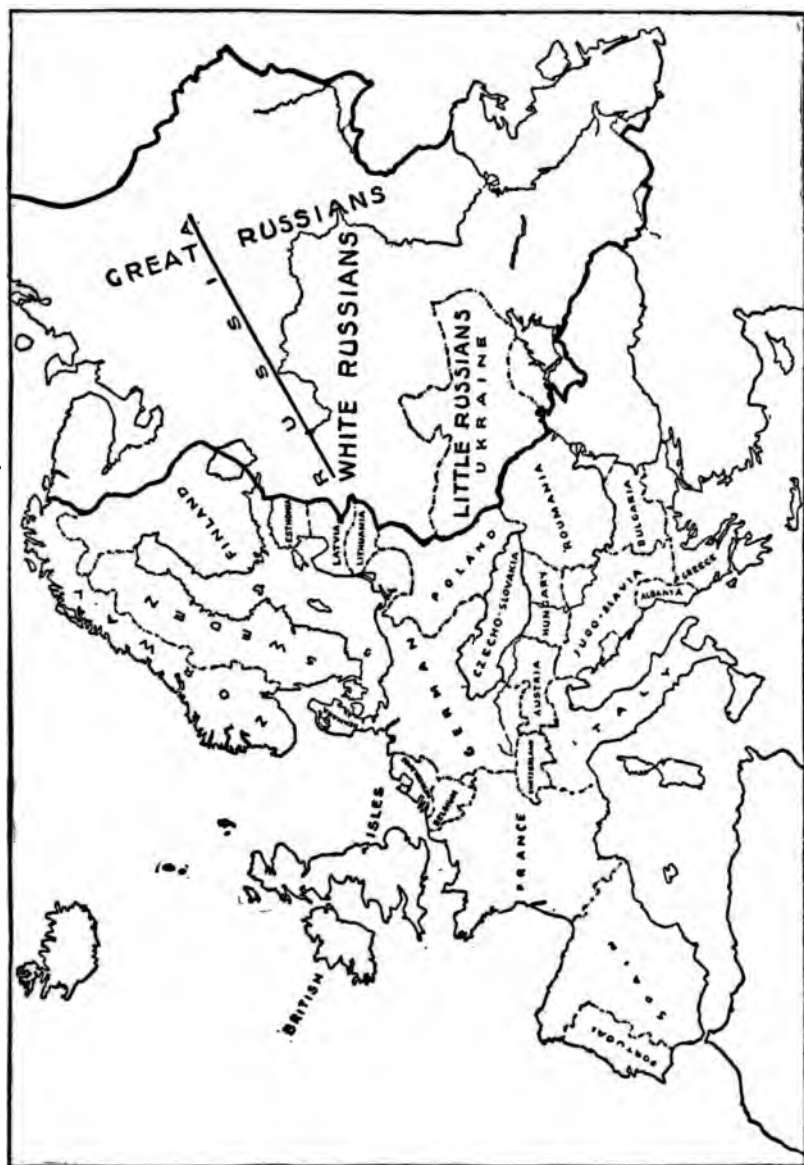 GREAT RUSSIANS
RUSSIA
WHITE RUSSIANS
LITTLE RUSSIANS
UKRAINE
FINLAND
ESTHONIA
LATVIA
LITHUANIA
SWEDEN
POLAND
GERMANY
CZECHO-SLOVAKIA
HUNGARY
AUSTRIA
SWITZERLAND
ROUMANIA
BULGARIA
JUGO-SLAVIA
ALBANIA
GREECE
ITALY
FRANCE
BRITISH
ISLES
SPAIN
PORTUGAL